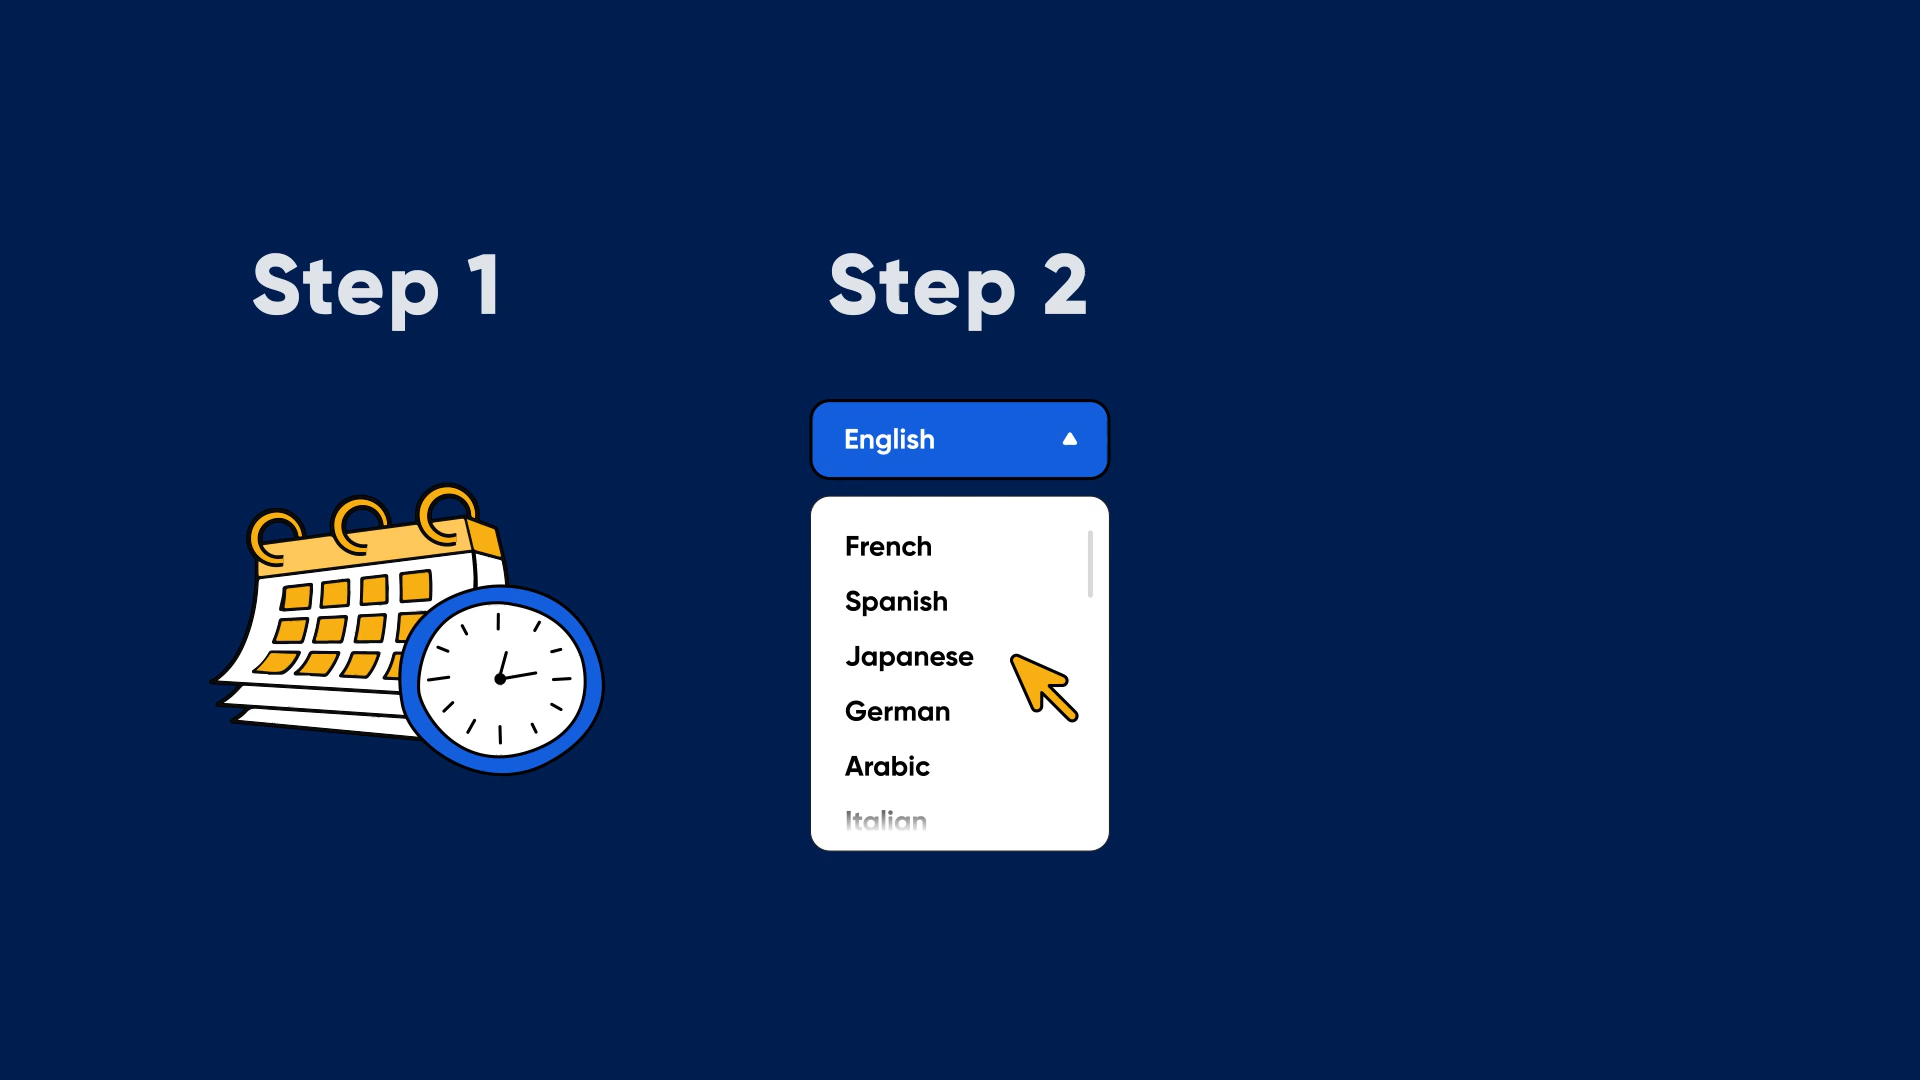 Step 1
Step 2
English
French
Spanish
Japanese
German
Arabic
Italian